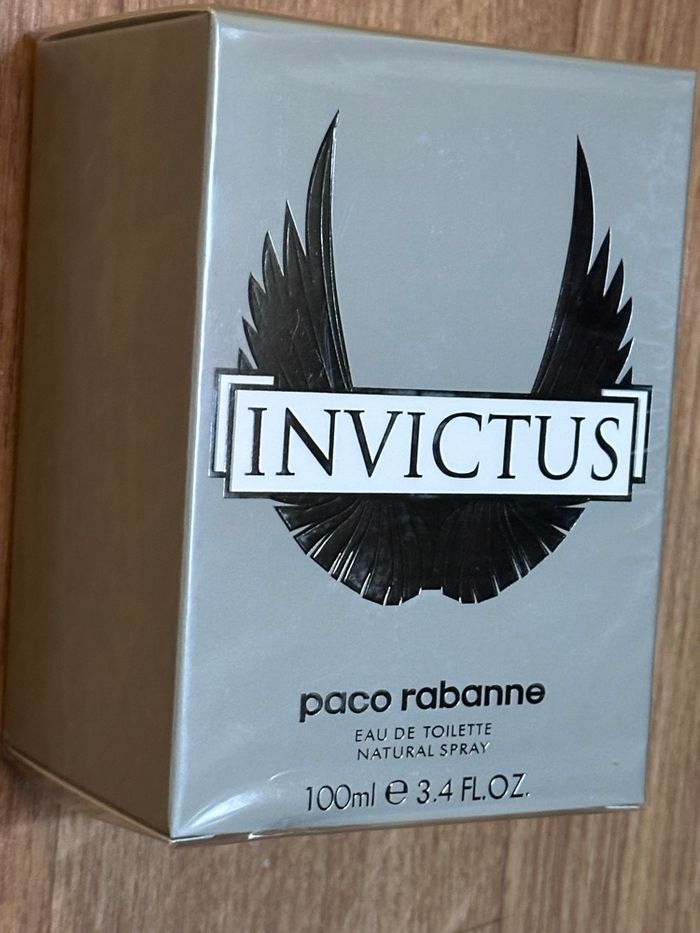 INVICTUS
paco rabanne
EAU DE TOILETTE
NATURAL SPRAY
100ml ℮ 3.4 FL.OZ.